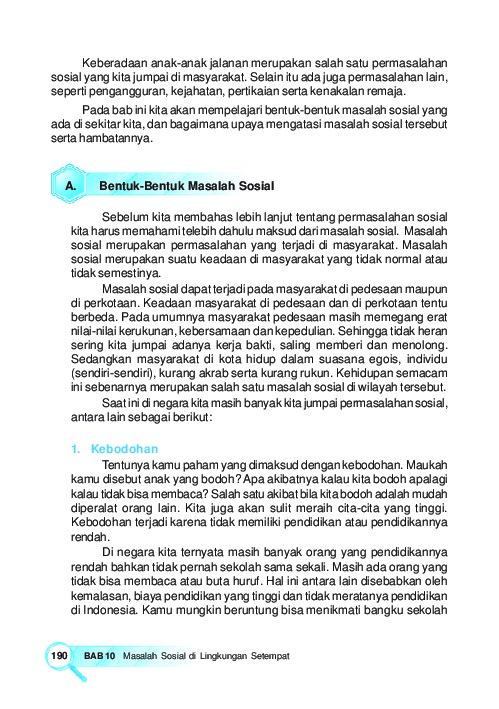 Keberadaan anak-anak jalanan merupakan salah satu permasalahan
sosial yang kita jumpai di masyarakat. Selain itu ada juga permasalahan lain,
seperti pengangguran, kejahatan, pertikaian serta kenakalan remaja.
Pada bab ini kita akan mempelajari bentuk-bentuk masalah sosial yang
ada di sekitar kita, dan bagaimana upaya mengatasi masalah sosial tersebut
serta hambatannya.
A. Bentuk-Bentuk Masalah Sosial
Sebelum kita membahas lebih lanjut tentang permasalahan sosial
kita harus memahami telebih dahulu maksud dari masalah sosial. Masalah
sosial merupakan permasalahan yang terjadi di masyarakat. Masalah
sosial merupakan suatu keadaan di masyarakat yang tidak normal atau
tidak semestinya.
Masalah sosial dapat terjadi pada masyarakat di pedesaan maupun
di perkotaan. Keadaan masyarakat di pedesaan dan di perkotaan tentu
berbeda. Pada umumnya masyarakat pedesaan masih memegang erat
nilai-nilai kerukunan, kebersamaan dan kepedulian. Sehingga tidak heran
sering kita jumpai adanya kerja bakti, saling memberi dan menolong.
Sedangkan masyarakat di kota hidup dalam suasana egois, individu
(sendiri-sendiri), kurang akrab serta kurang rukun. Kehidupan semacam
ini sebenarnya merupakan salah satu masalah sosial di wilayah tersebut.
Saat ini di negara kita masih banyak kita jumpai permasalahan sosial,
antara lain sebagai berikut:
1. Kebodohan
Tentunya kamu paham yang dimaksud dengan kebodohan. Maukah
kamu disebut anak yang bodoh? Apa akibatnya kalau kita bodoh apalagi
kalau tidak bisa membaca? Salah satu akibat bila kita bodoh adalah mudah
diperalat orang lain. Kita juga akan sulit meraih cita-cita yang tinggi.
Kebodohan terjadi karena tidak memiliki pendidikan atau pendidikannya
rendah.
Di negara kita ternyata masih banyak orang yang pendidikannya
rendah bahkan tidak pernah sekolah sama sekali. Masih ada orang yang
tidak bisa membaca atau buta huruf. Hal ini antara lain disebabkan oleh
kemalasan, biaya pendidikan yang tinggi dan tidak meratanya pendidikan
di Indonesia. Kamu mungkin beruntung bisa menikmati bangku sekolah
190 BAB 10 Masalah Sosial di Lingkungan Setempat